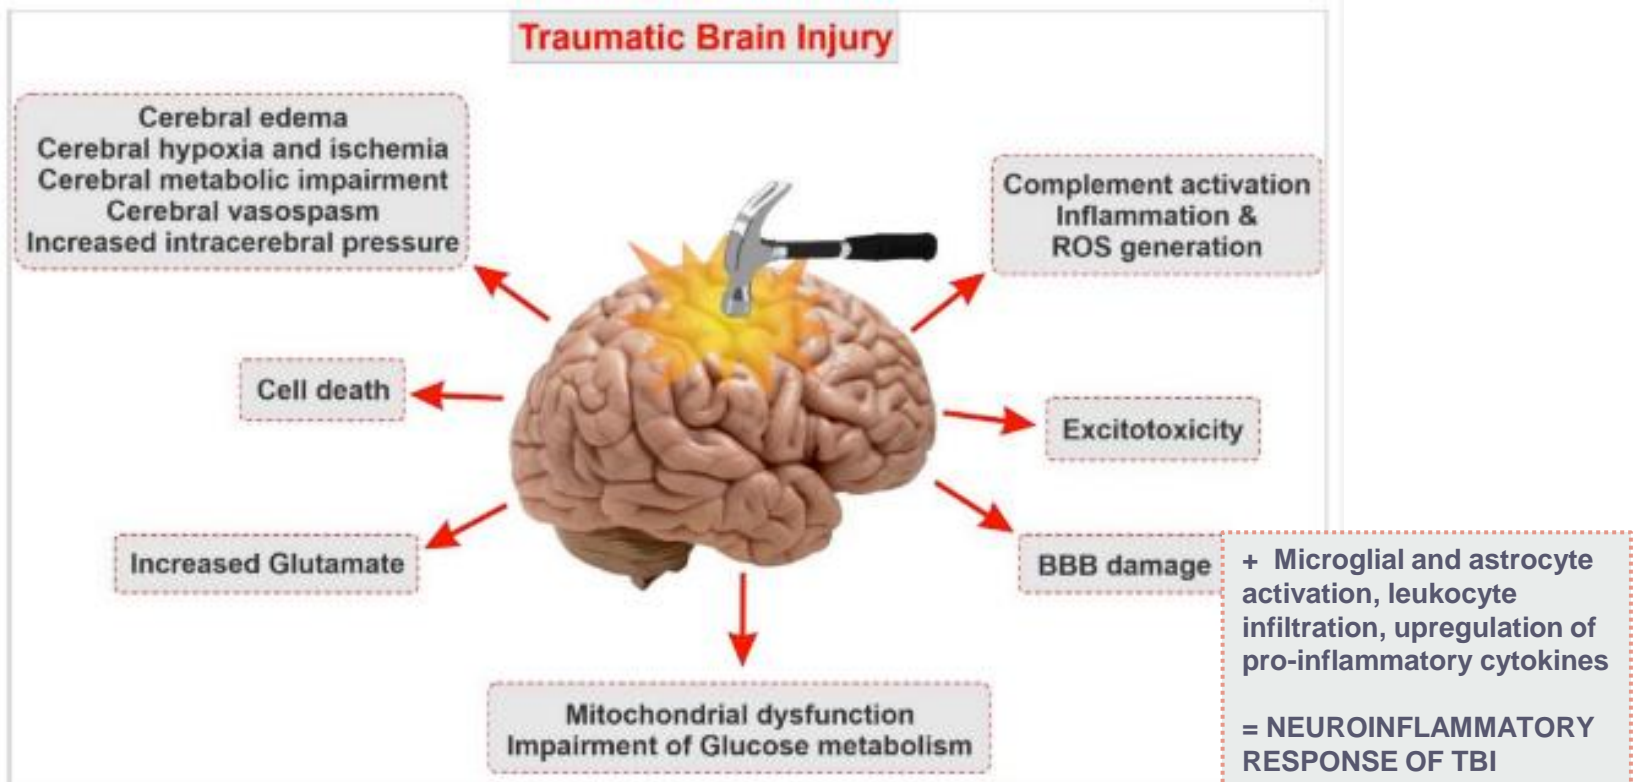 Traumatic Brain Injury
Cerebral edema
Cerebral hypoxia and ischemia
Cerebral metabolic impairment
Cerebral vasospasm
Increased intracerebral pressure
Complement activation
Inflammation &
ROS generation
Cell death
Excitotoxicity
Increased Glutamate
BBB damage
+ Microglial and astrocyte
activation, leukocyte
infiltration, upregulation of
pro-inflammatory cytokines
= NEUROINFLAMMATORY
RESPONSE OF TBI
Mitochondrial dysfunction
Impairment of Glucose metabolism